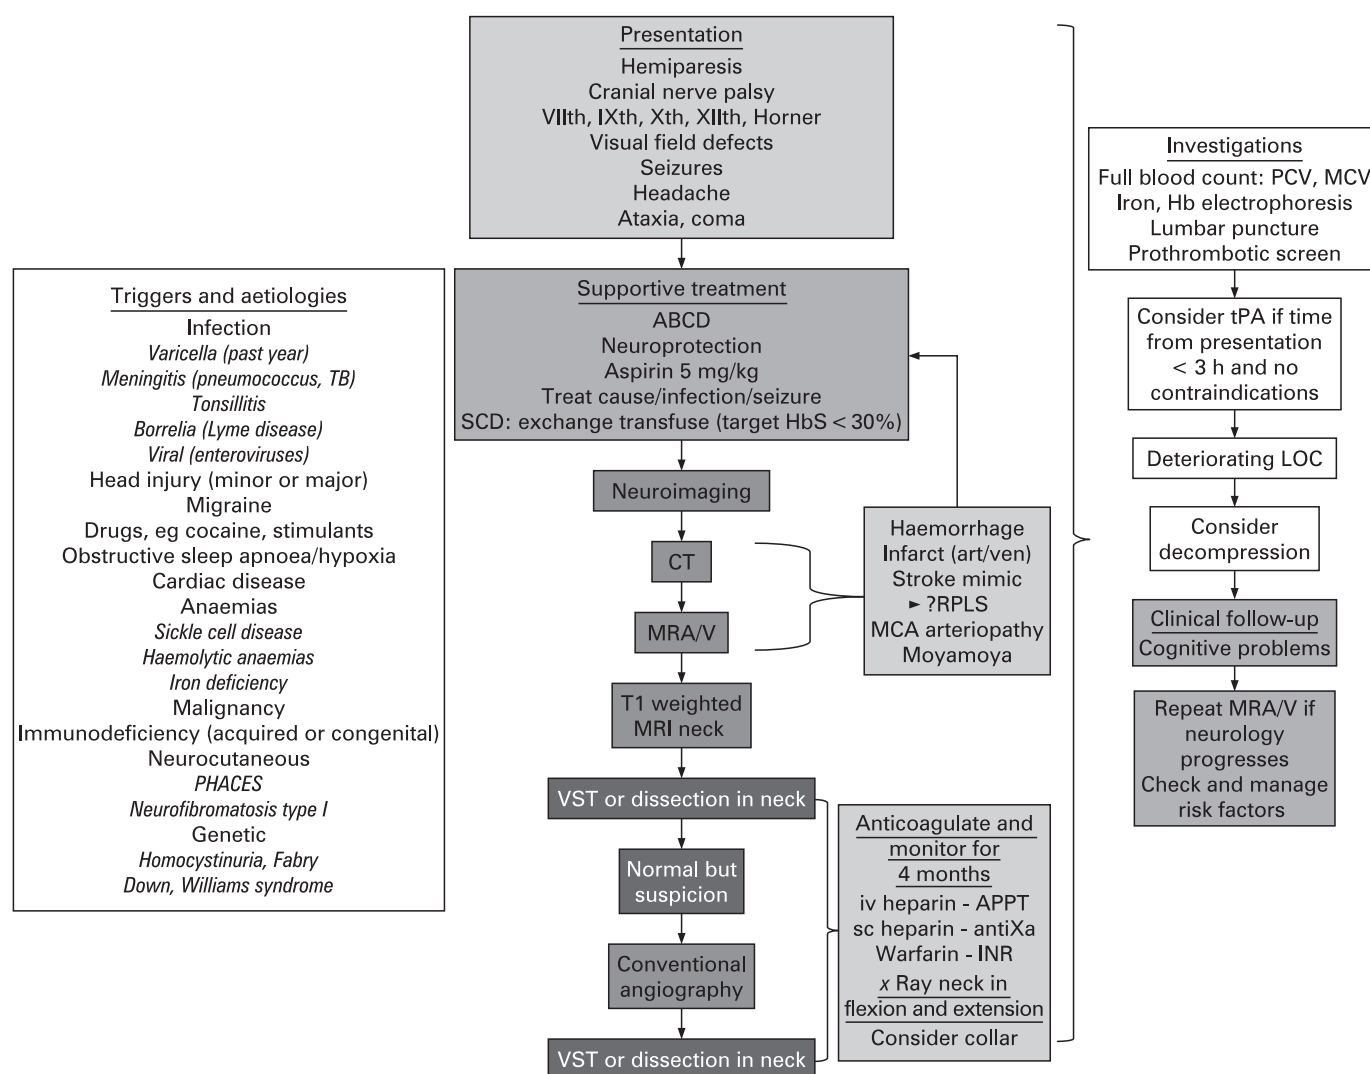 Presentation
Hemiparesis
Cranial nerve palsy
VIIth, IXth, Xth, XIIth, Horner
Visual field defects
Seizures
Headache
Ataxia, coma
Triggers and aetiologies
Infection
Varicella (past year)
Meningitis (pneumococcus, TB)
Tonsillitis
Borrelia (Lyme disease)
Viral (enteroviruses)
Head injury (minor or major)
Migraine
Drugs, eg cocaine, stimulants
Obstructive sleep apnoea/hypoxia
Cardiac disease
Anaemias
Sickle cell disease
Haemolytic anaemias
Iron deficiency
Malignancy
Immunodeficiency (acquired or congenital)
Neurocutaneous
PHACES
Neurofibromatosis type I
Genetic
Homocystinuria, Fabry
Down, Williams syndrome
Supportive treatment
ABCD
Neuroprotection
Aspirin 5 mg/kg
Treat cause/infection/seizure
SCD: exchange transfuse (target HbS < 30%)
Neuroimaging
CT
MRA/V
Haemorrhage
Infarct (art/ven)
Stroke mimic
► ?RPLS
MCA arteriopathy
Moyamoya
T1 weighted
MRI neck
VST or dissection in neck
Normal but
suspicion
Conventional
angiography
VST or dissection in neck
Anticoagulate and
monitor for
4 months
iv heparin - APPT
sc heparin - antiXa
Warfarin - INR
x Ray neck in
flexion and extension
Consider collar
Investigations
Full blood count: PCV, MCV
Iron, Hb electrophoresis
Lumbar puncture
Prothrombotic screen
Consider tPA if time
from presentation
< 3 h and no
contraindications
Deteriorating LOC
Consider
decompression
Clinical follow-up
Cognitive problems
Repeat MRA/V if
neurology
progresses
Check and manage
risk factors